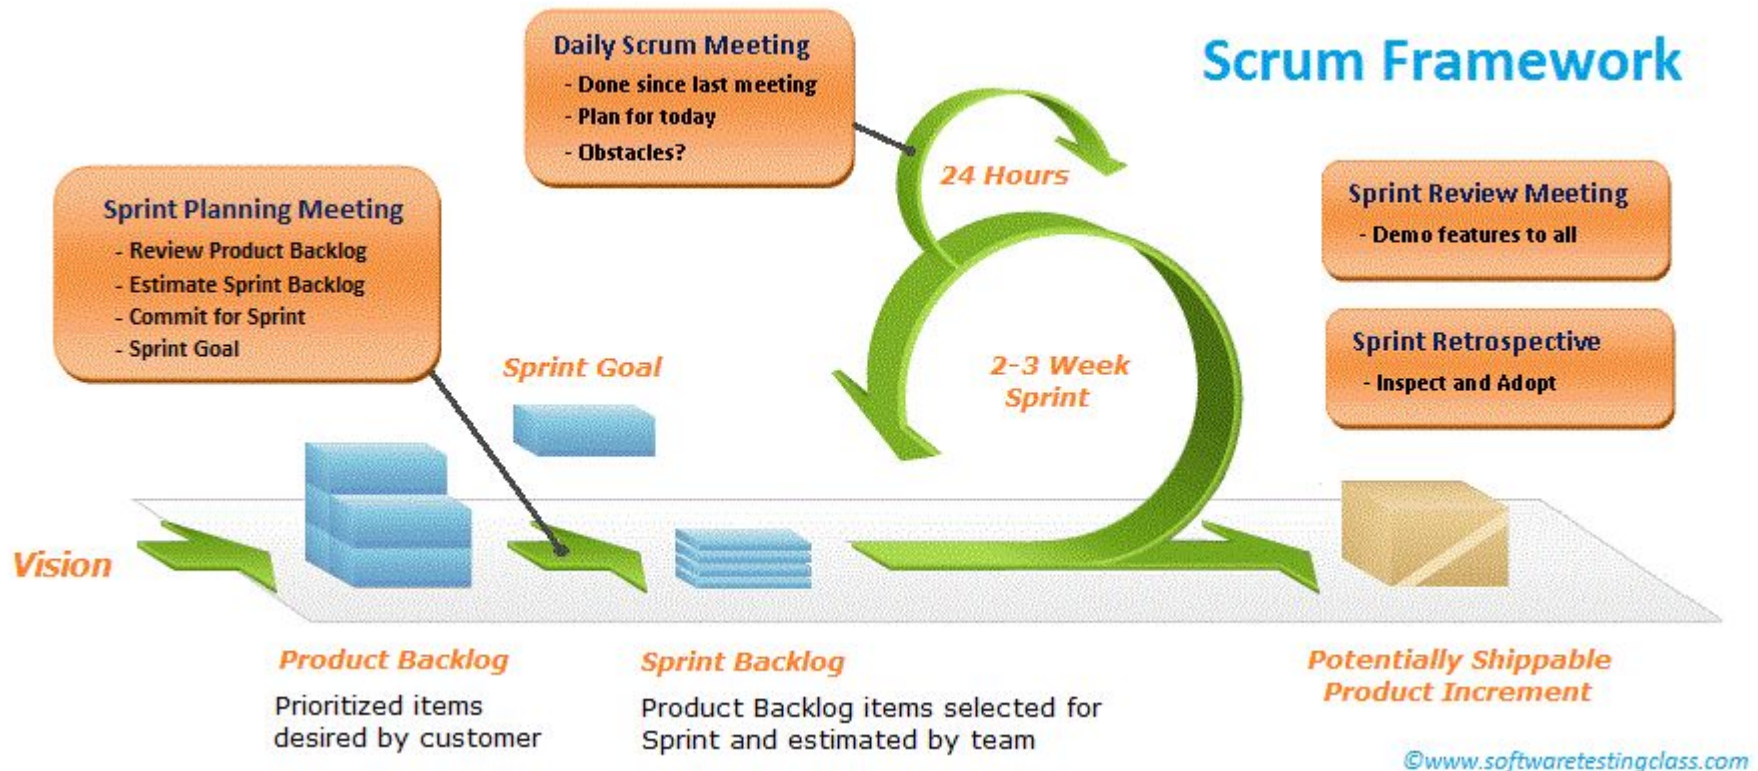 Scrum Framework
Daily Scrum Meeting
- Done since last meeting
- Plan for today
- Obstacles?
24 Hours
Sprint Planning Meeting
- Review Product Backlog
- Estimate Sprint Backlog
- Commit for Sprint
- Sprint Goal
Sprint Review Meeting
- Demo features to all
Sprint Retrospective
- Inspect and Adopt
Sprint Goal
2-3 Week
Sprint
Vision
Product Backlog
Prioritized items
desired by customer
Sprint Backlog
Product Backlog items selected for
Sprint and estimated by team
Potentially Shippable
Product Increment
©www.softwaretestingclass.com